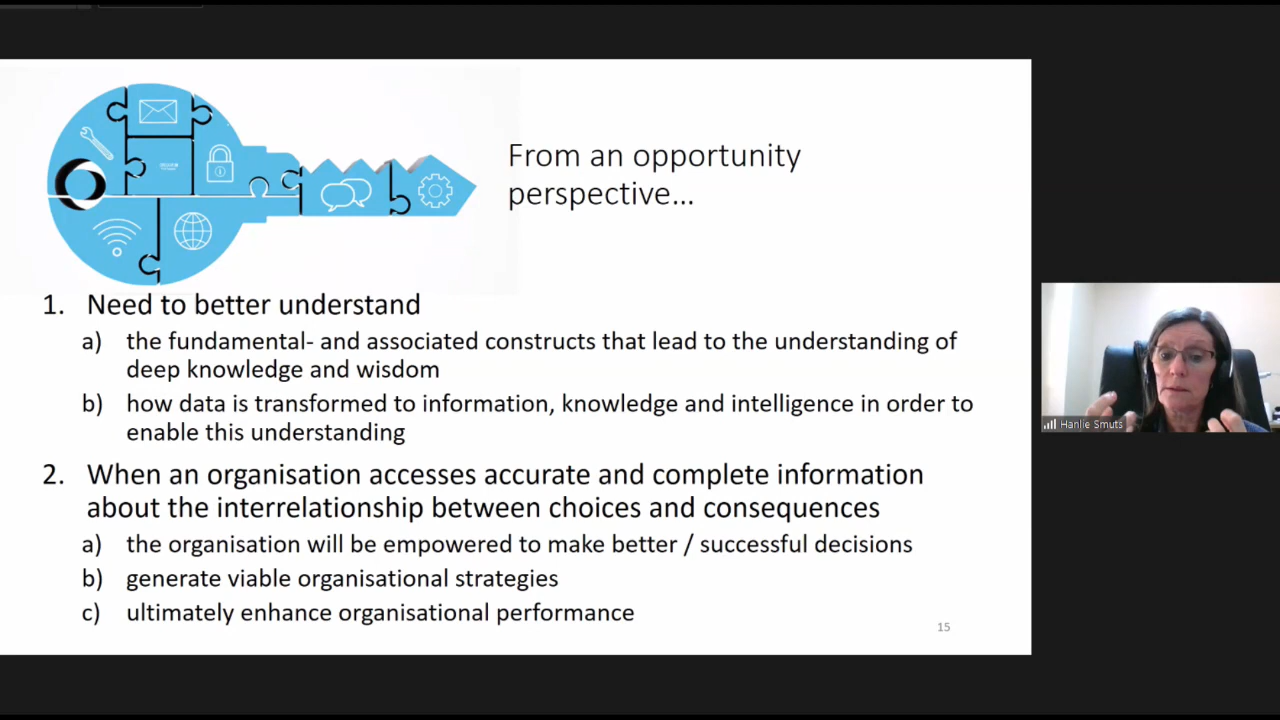 From an opportunity
perspective...
1. Need to better understand
a) the fundamental- and associated constructs that lead to the understanding of
deep knowledge and wisdom
b) how data is transformed to information, knowledge and intelligence in order to
enable this understanding
2. When an organisation accesses accurate and complete information
about the interrelationship between choices and consequences
a) the organisation will be empowered to make better / successful decisions
b) generate viable organisational strategies
c) ultimately enhance organisational performance
15
Hanlie Smuts